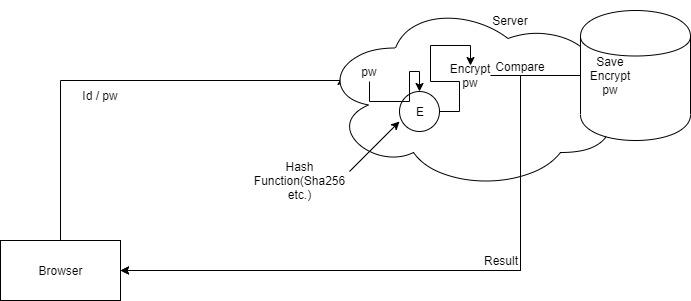 Server
Save
Encrypt
pw
pw
Encrypt
pw
Compare
E
Id / pw
Hash
Function(Sha256
etc.)
Result
Browser